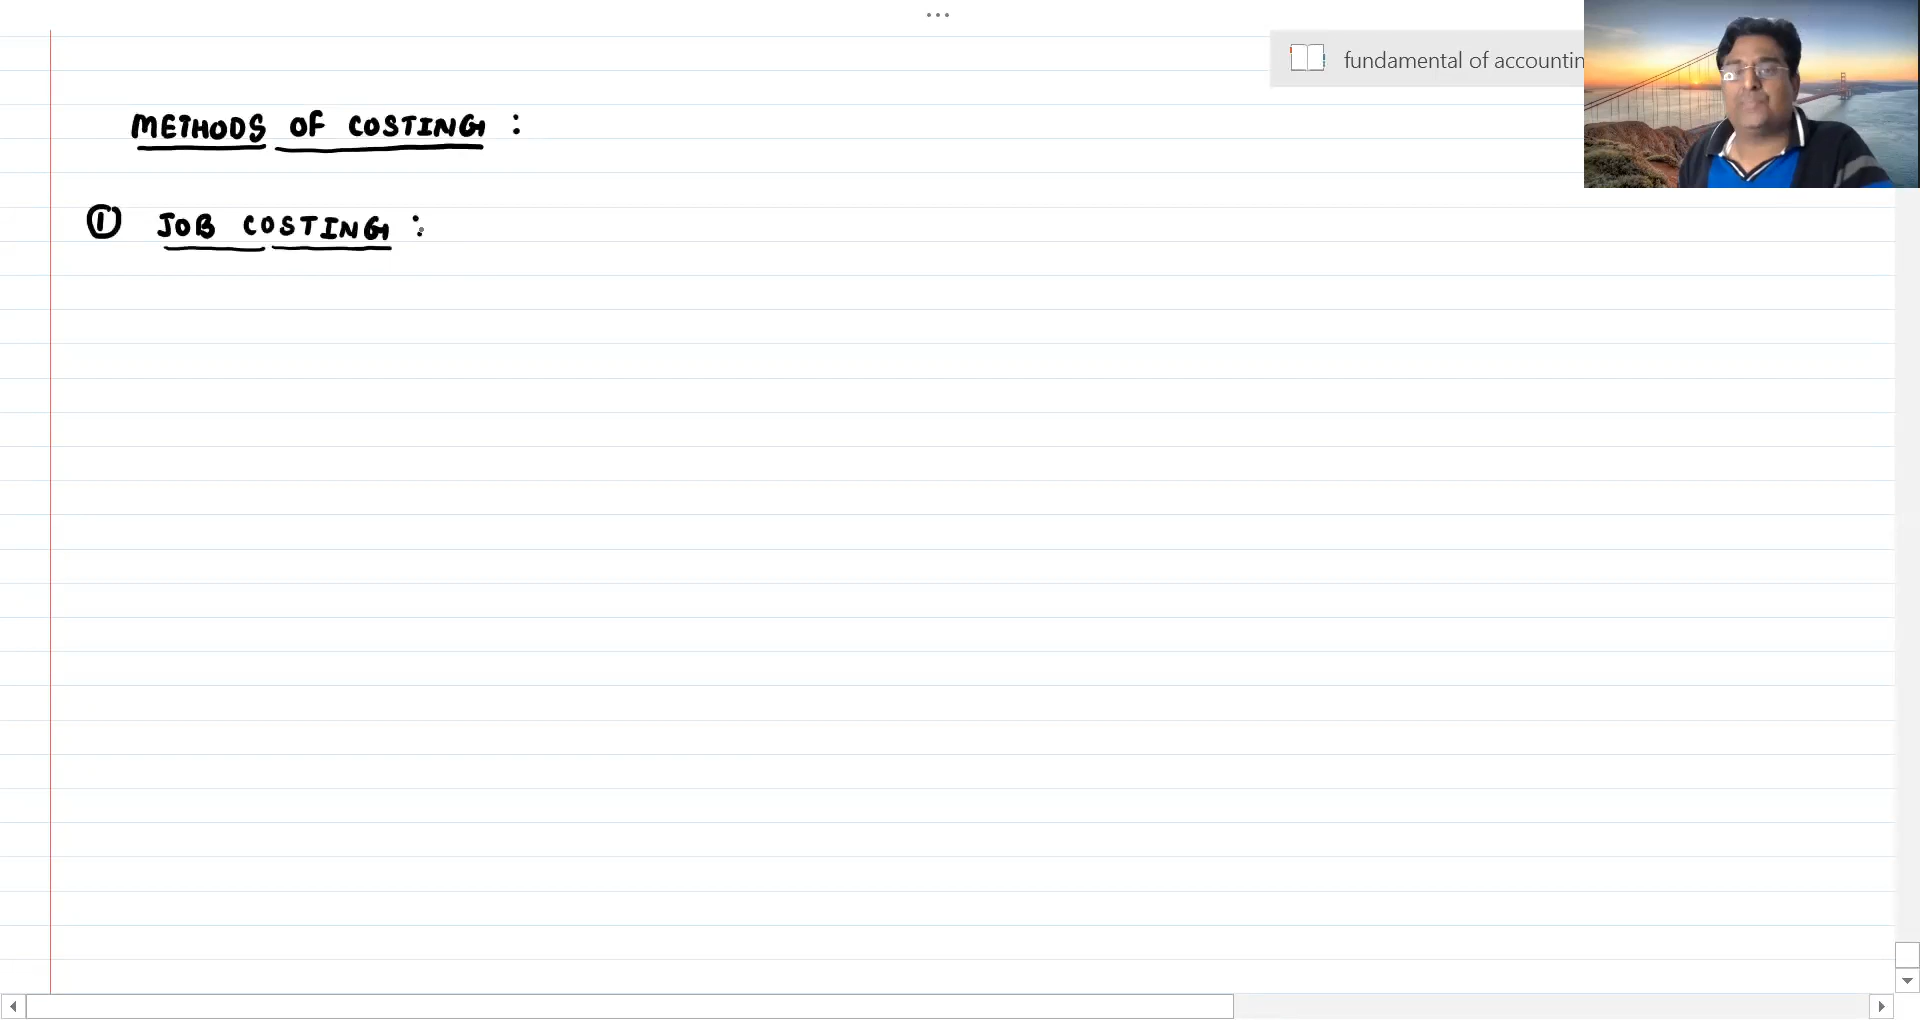 fundamental of accountin
METHODS OF COSTING :
① JOB COSTING :